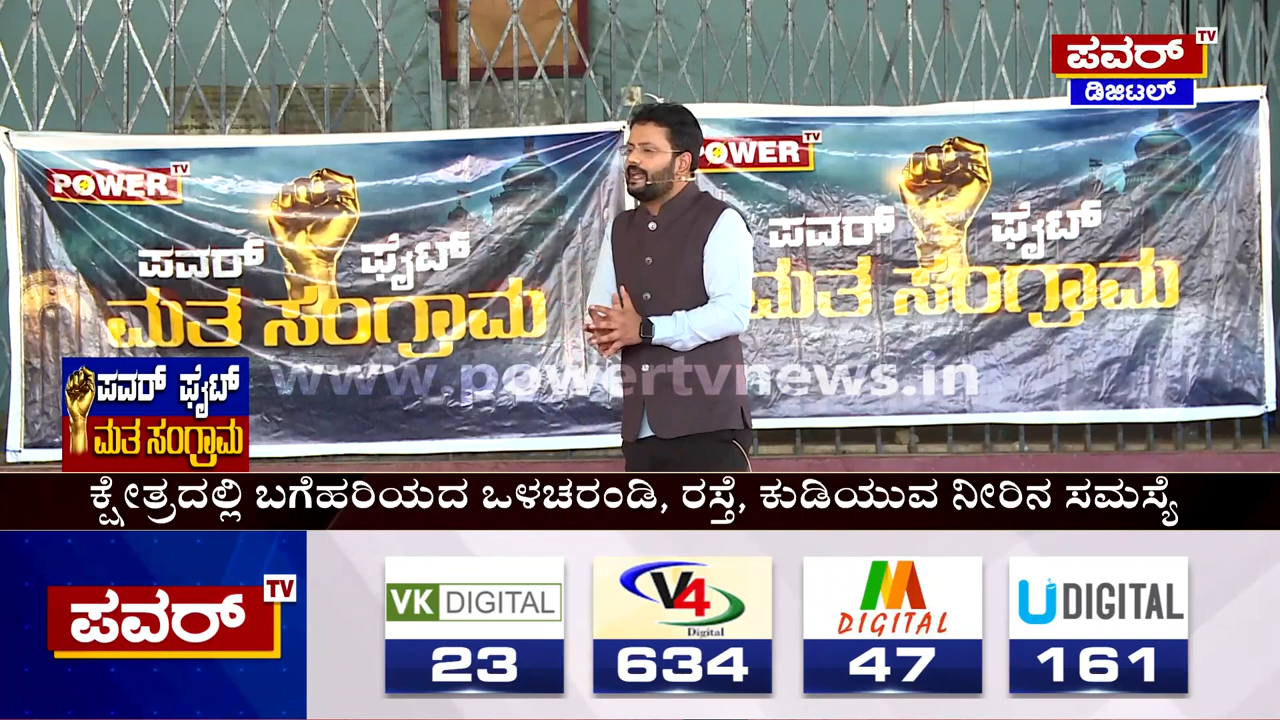 ಪವರ್ TV
ಡಿಜಿಟಲ್
POWER TV
ಪವರ್ ಫೈಟ್
ಮತ ಸಂಗ್ರಾಮ
POWER TV
ಪವರ್ ಫೈಟ್
ಮತ ಸಂಗ್ರಾಮ
www.powertvnews.in
ಪವರ್ ಫೈಟ್
ಮತ ಸಂಗ್ರಾಮ
ಕ್ಷೇತ್ರದಲ್ಲಿ ಬಗೆಹರಿಯದ ಒಳಚರಂಡಿ, ರಸ್ತೆ, ಕುಡಿಯುವ ನೀರಿನ ಸಮಸ್ಯೆ
ಪವರ್ TV
VK DIGITAL
23
V4 Digital
634
M DIGITAL
47
U DIGITAL
161